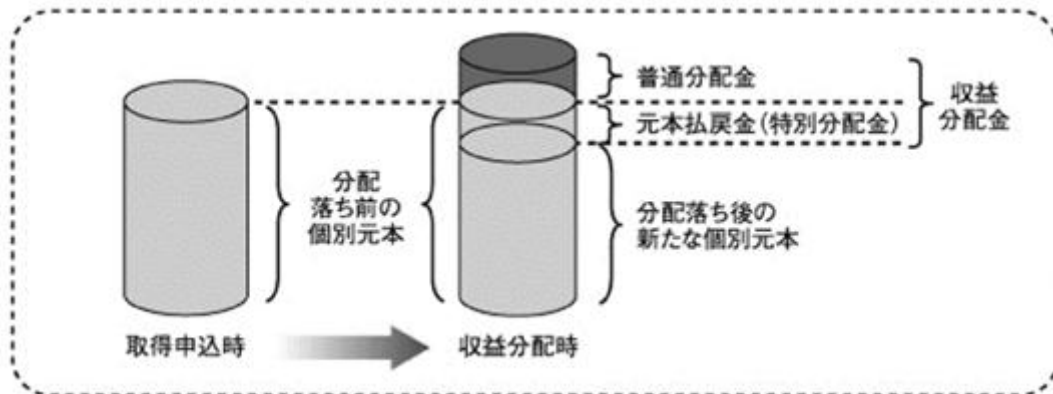 普通分配金
収益
分配金
元本払戻金(特別分配金)
分配
落ち前の
個別元本
分配落ち後の
新たな個別元本
取得申込時
収益分配時